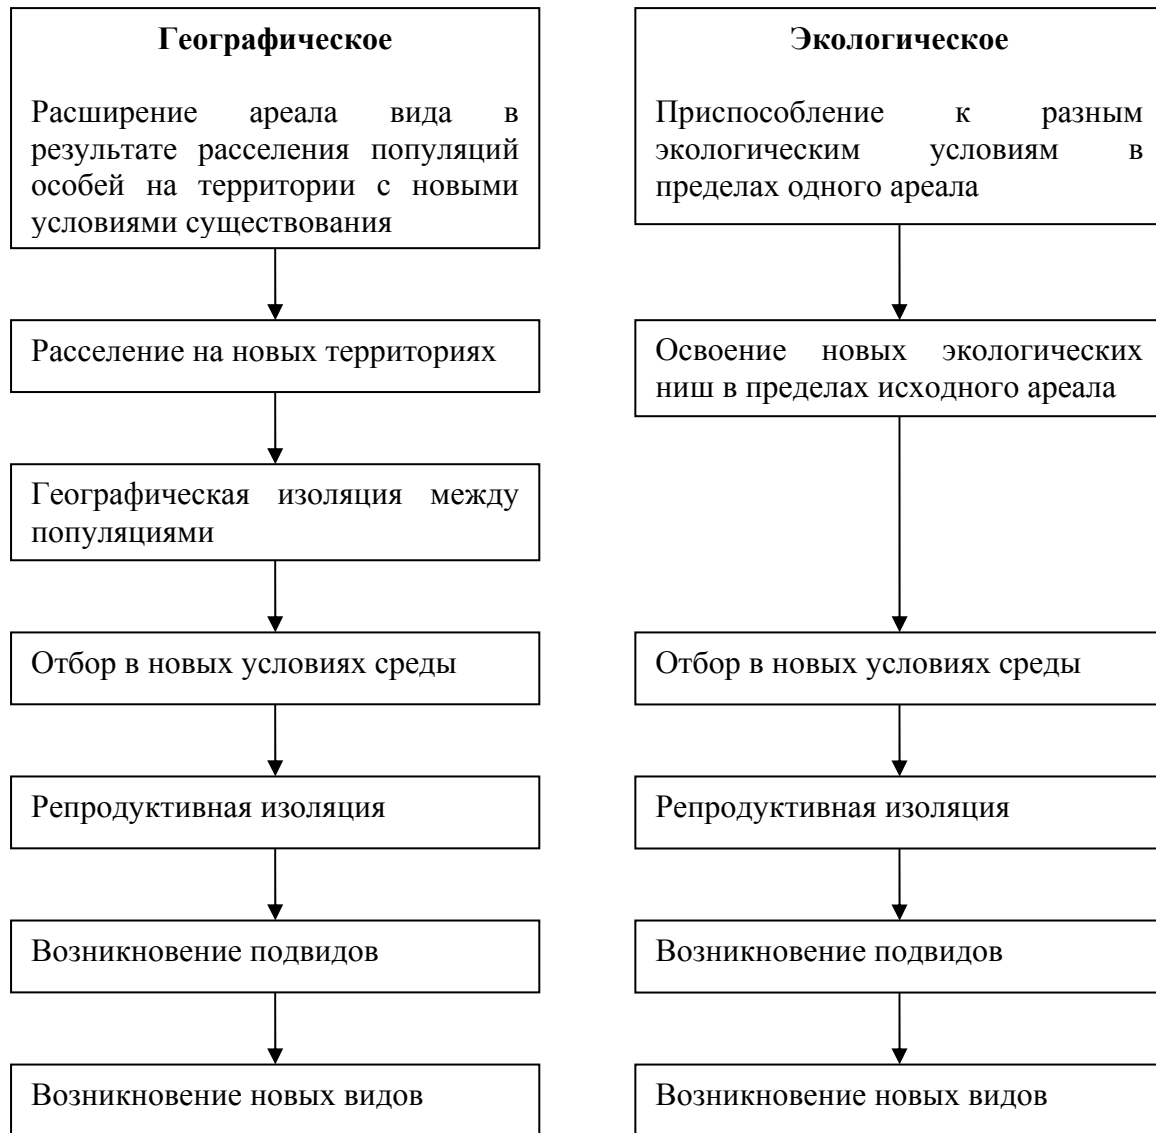 Географическое
Расширение ареала вида в
результате расселения популяций
особей на территории с новыми
условиями существования
Расселение на новых территориях
Географическая изоляция между
популяциями
Отбор в новых условиях среды
Репродуктивная изоляция
Возникновение подвидов
Возникновение новых видов
Экологическое
Приспособление к разным
экологическим условиям в
пределах одного ареала
Освоение новых экологических
ниш в пределах исходного ареала
Отбор в новых условиях среды
Репродуктивная изоляция
Возникновение подвидов
Возникновение новых видов